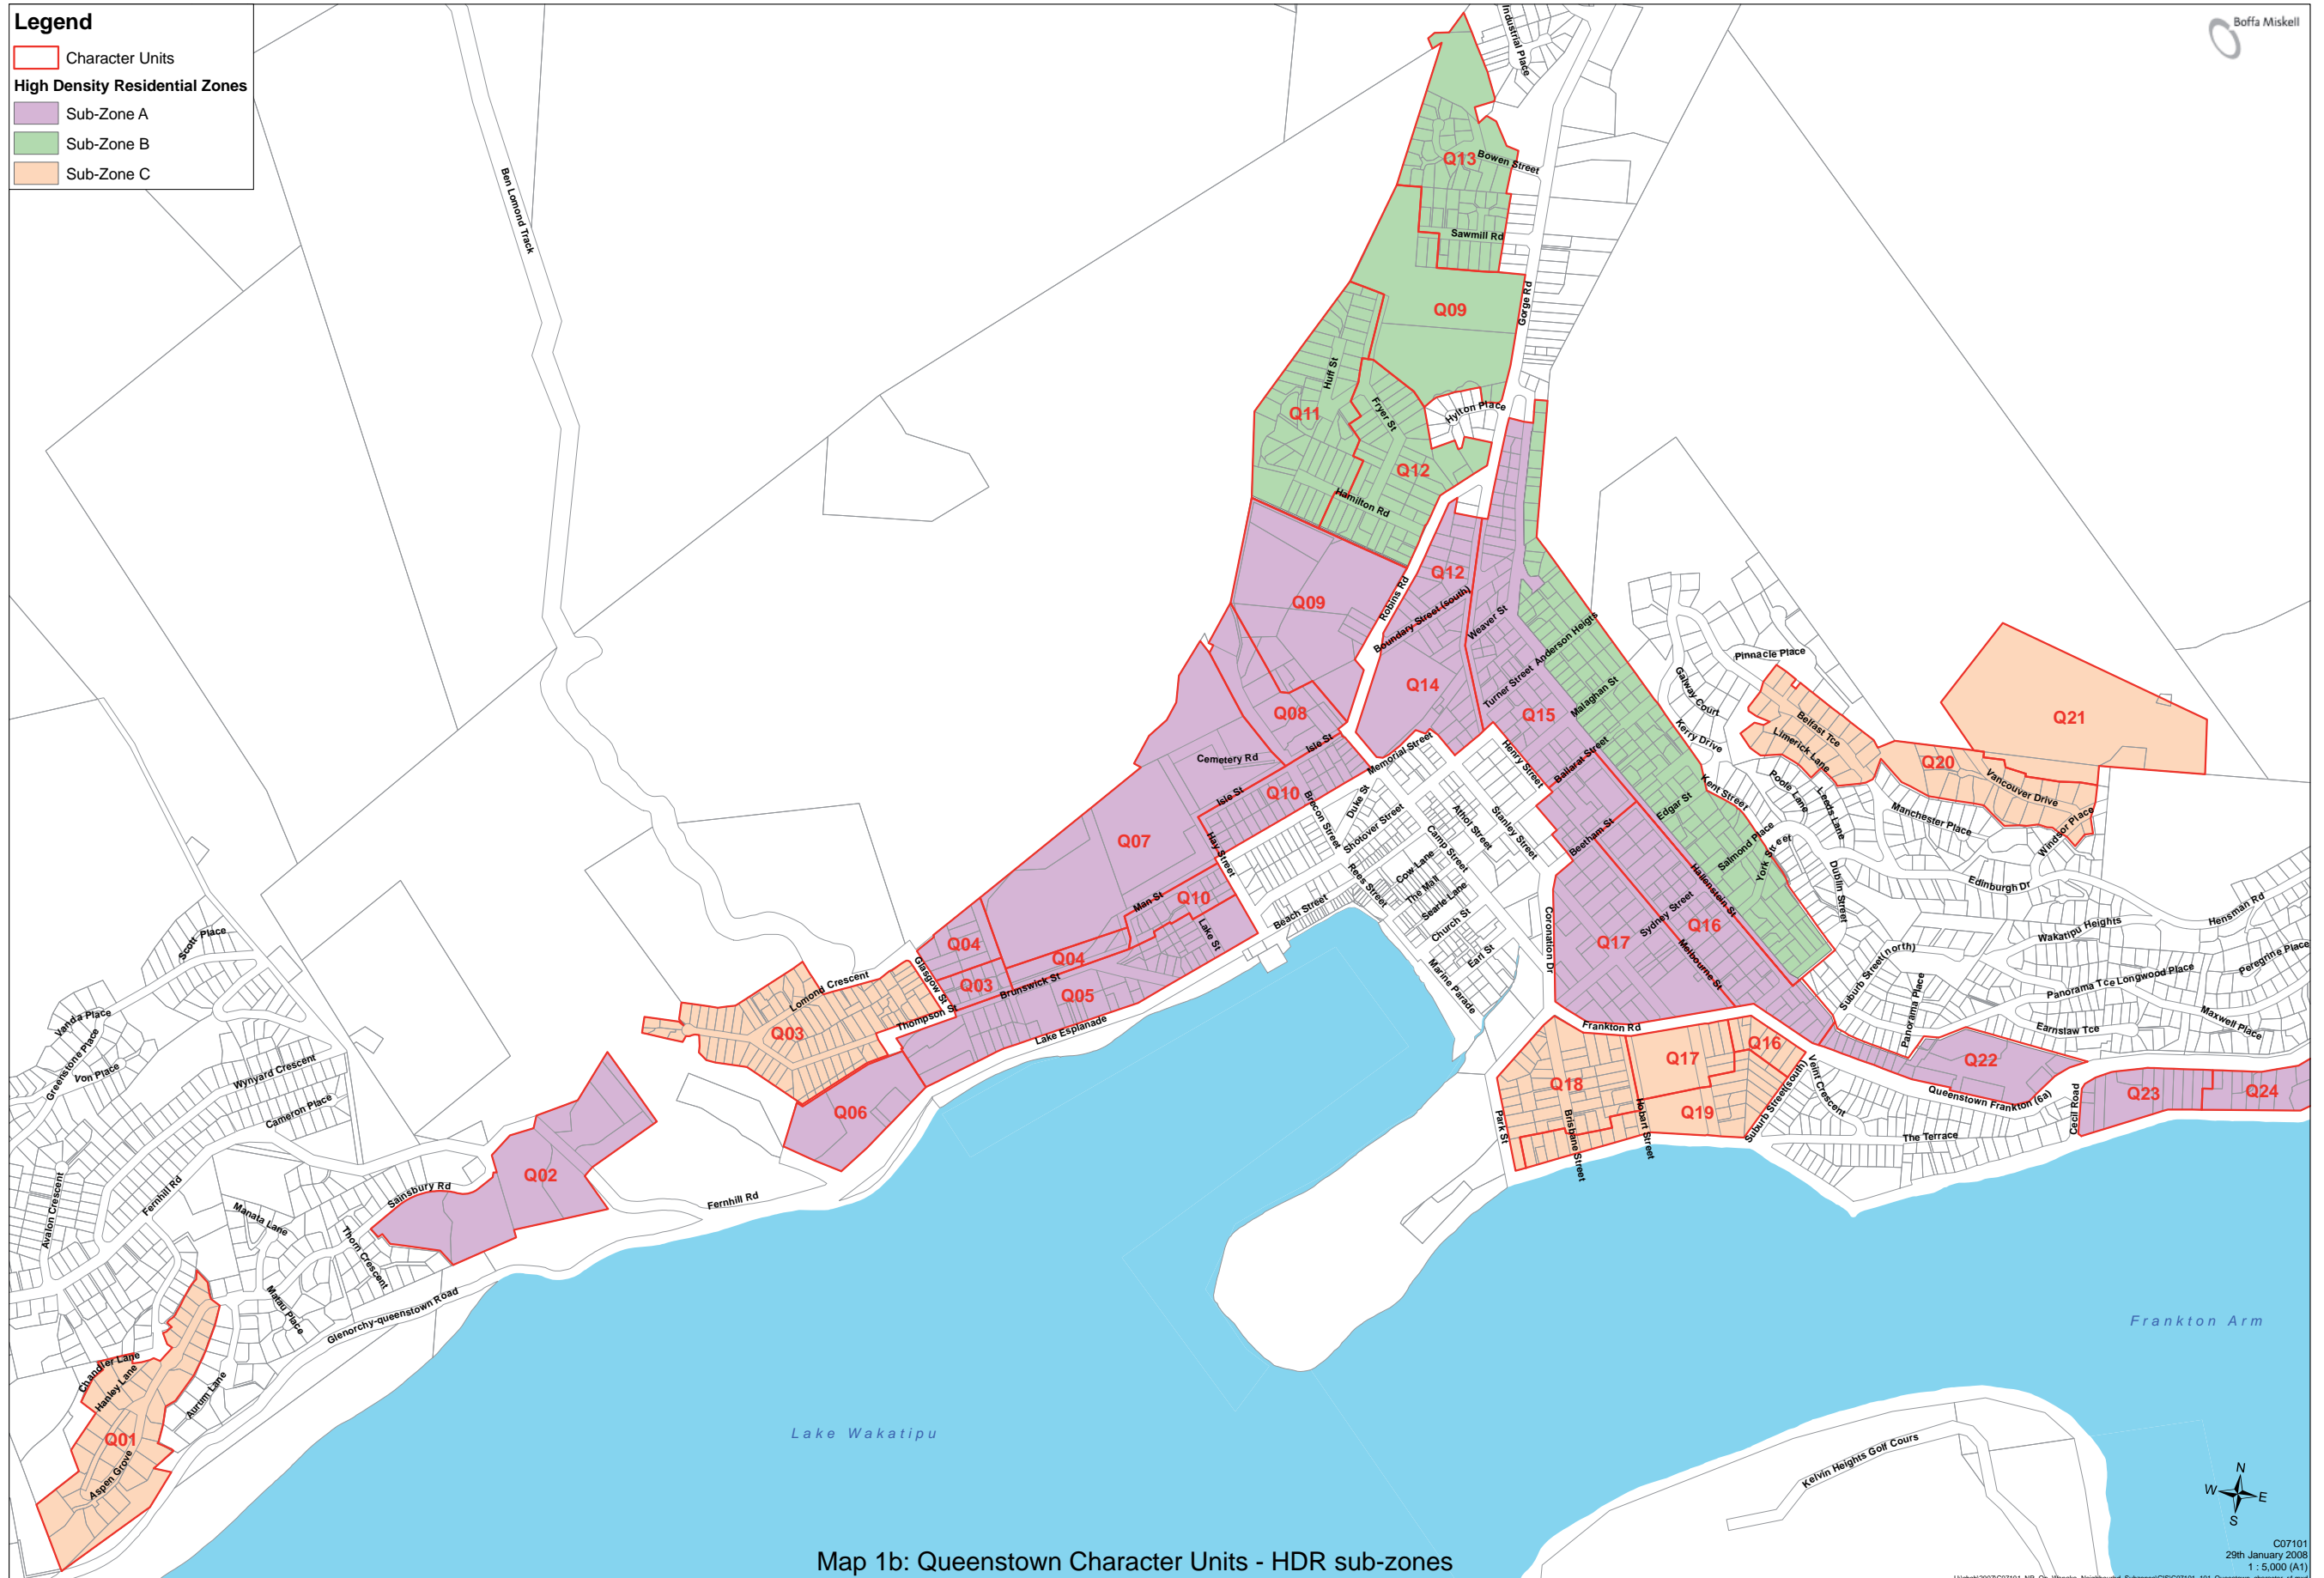 Legend
Character Units
High Density Residential Zones
Sub-Zone A
Sub-Zone B
Sub-Zone C
Boffa Miskell
Industrial Place
Ben Lomond Track
Q13
Bowen Street
Sawmill Rd
Q09
Gorge Rd
Huff St
Q11
Fryer St
Hylton Place
Q12
Hamilton Rd
Q12
Q09
Robins Rd
Boundary Street (south)
Weaver St
Anderson Heigts
Pinnacle Place
Turner Street
Q14
Malaghan St
Q15
Galway Court
Kerry Drive
Belfast Tce
Limerick Lane
Q21
Q20
Vancouver Drive
Q08
Isle St
Cemetery Rd
Memorial Street
Henry Street
Ballarat Street
Kent Street
Poole Lane
Leeds Lane
Manchester Place
Windsor Place
Isle St
Q10
Brecon Street
Duke St
Shotover Street
Athol Street
Stanley Street
Camp Street
Edgar St
Beetham St
Salmond Place
York Street
Dublin Street
Edinburgh Dr
Hensman Rd
Q07
Hay Street
Rees Street
Cow Lane
The Mall
Searle Lane
Church St
Earl St
Marine Parade
Beach Street
Man St
Q10
Lake St
Hallenstein St
Sydney Street
Q16
Q17
Melbourne St
Coronation Dr
Suburb Street(north)
Wakatipu Heights
Peregrine Place
Panorama Tce
Longwood Place
Maxwell Place
Earnslaw Tce
Panorama Place
Q04
Q04
Q03
Glasgow St
Brunswick St
Q05
Lake Esplanade
Thompson St
Lomond Crescent
Q03
Q06
Frankton Rd
Q17
Q16
Q18
Q19
Park St
Brisbane Street
Hobart Street
Suburb Street(south)
Veint Crescent
Q22
Queenstown Frankton (6a)
Q23
Q24
Cecil Road
The Terrace
Scott Place
Vanda Place
Greenstone Place
Von Place
Wynyard Crescent
Cameron Place
Avalon Crescent
Fernhill Rd
Manata Lane
Sainsbury Rd
Q02
Fernhill Rd
Thorn Crescent
Matau Place
Glenorchy-queenstown Road
Chandler Lane
Hanley Lane
Aurum Lane
Q01
Aspen Grove
Lake Wakatipu
Frankton Arm
Kelvin Heights Golf Cours
N
W
E
S
Map 1b: Queenstown Character Units - HDR sub-zones
C07101
29th January 2008
1 : 5,000 (A1)